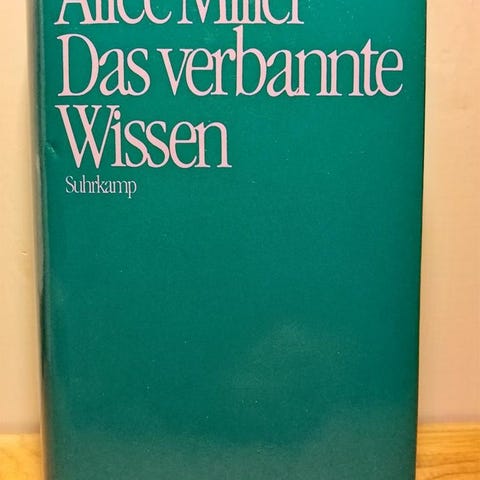 Alice Miller
Das verbannte
Wissen
Suhrkamp